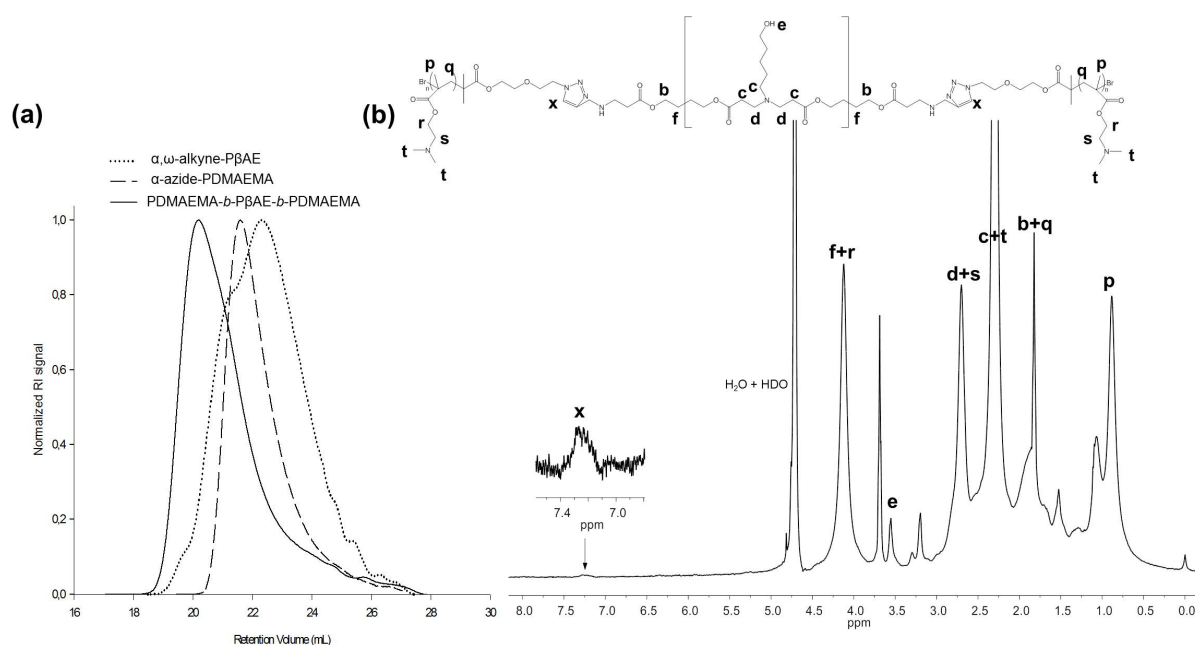 (a)
α,ω-alkyne-PβAE
α-azide-PDMAEMA
PDMAEMA-b-PβAE-b-PDMAEMA
1,0
0,8
0,6
0,4
0,2
0,0
Normalized RI signal
16 18 20 22 24 26 28 30
Retention Volume (mL)
(b)
OH e
p q b c c c b q p
Br n O O O N N N x NH O O f d N d O O f NH N N N x O O O n Br
r s t N t
r s N t t
f+r
d+s
c+t
b+q
p
H₂O + HDO
e
x
7.4 7.0
ppm
8.0 7.5 7.0 6.5 6.0 5.5 5.0 4.5 4.0 3.5 3.0 2.5 2.0 1.5 1.0 0.5 0.0
ppm